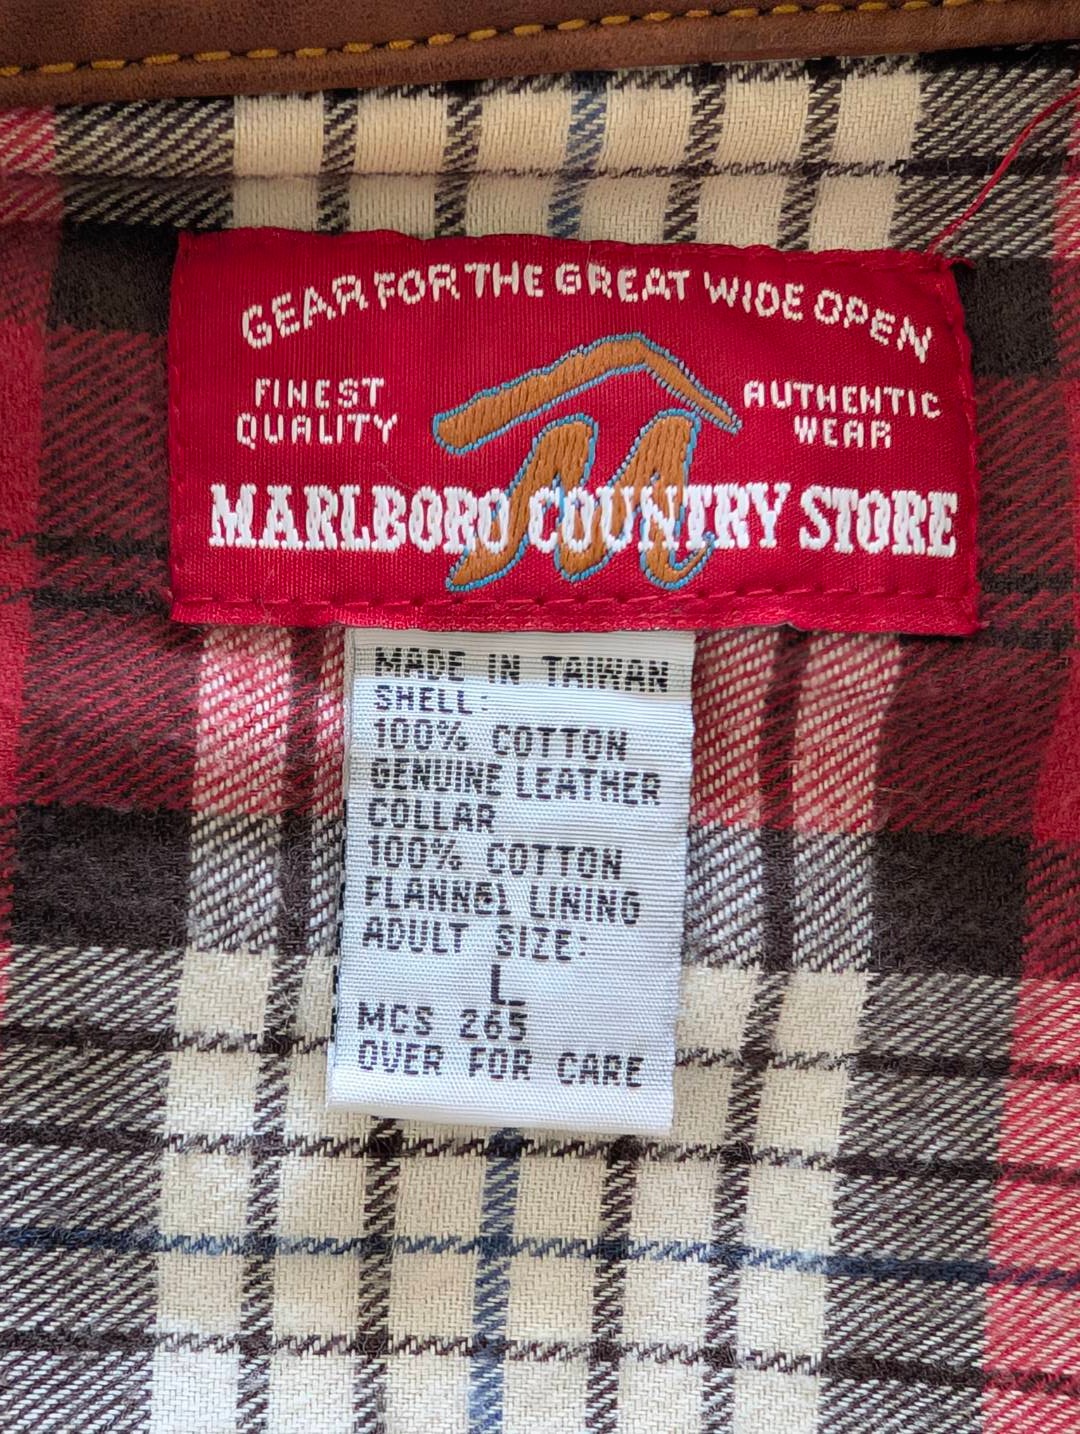 GEAR FOR THE GREAT WIDE OPEN
FINEST
QUALITY
AUTHENTIC
WEAR
MARLBORO COUNTRY STORE
MADE IN TAIWAN
SHELL:
100% COTTON
GENUINE LEATHER
COLLAR
100% COTTON
FLANNEL LINING
ADULT SIZE:
L
MCS 265
OVER FOR CARE